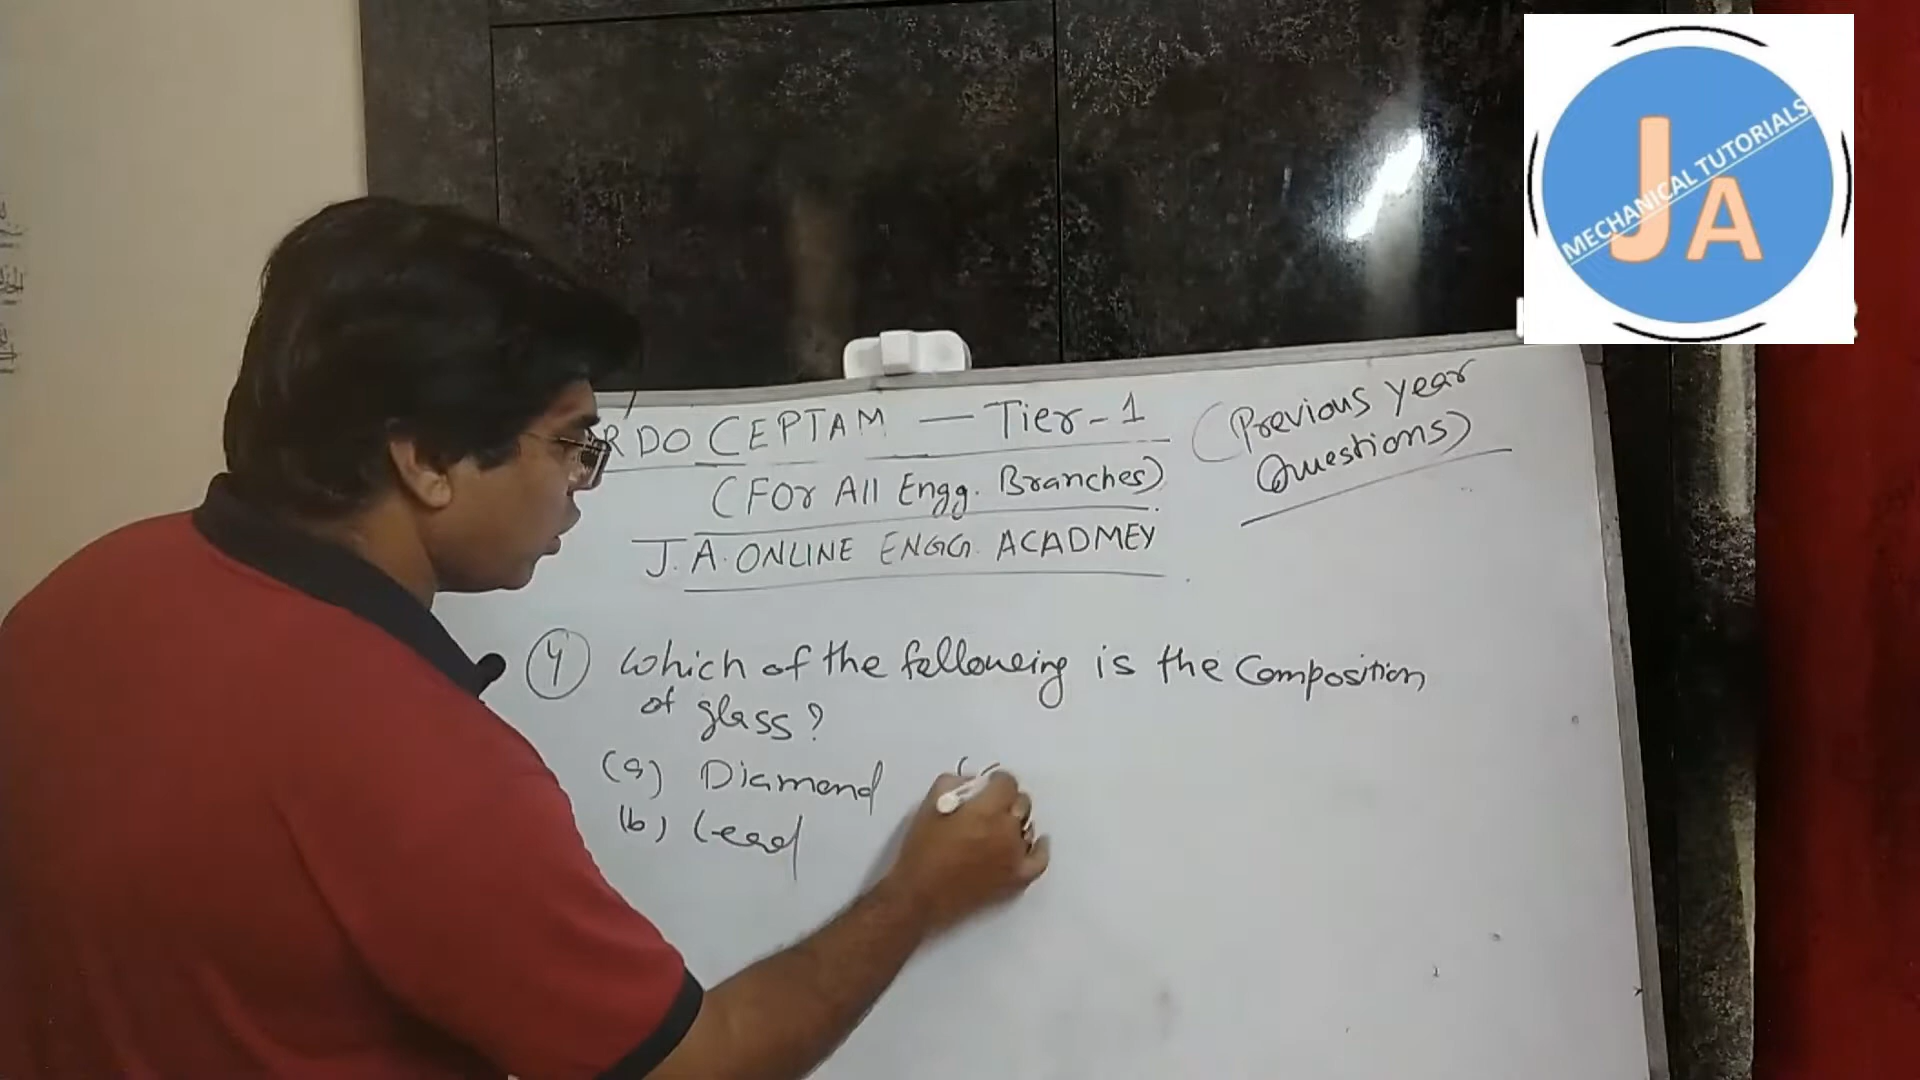 RDO CEPTAM — Tier-1
(Previous year Questions)
(For All Engg. Branches)
J.A. ONLINE ENGG. ACADMEY
(4) Which of the following is the Composition
of glass?
(a) Diamond (c
(b) Lead
MECHANICAL TUTORIALS
JA